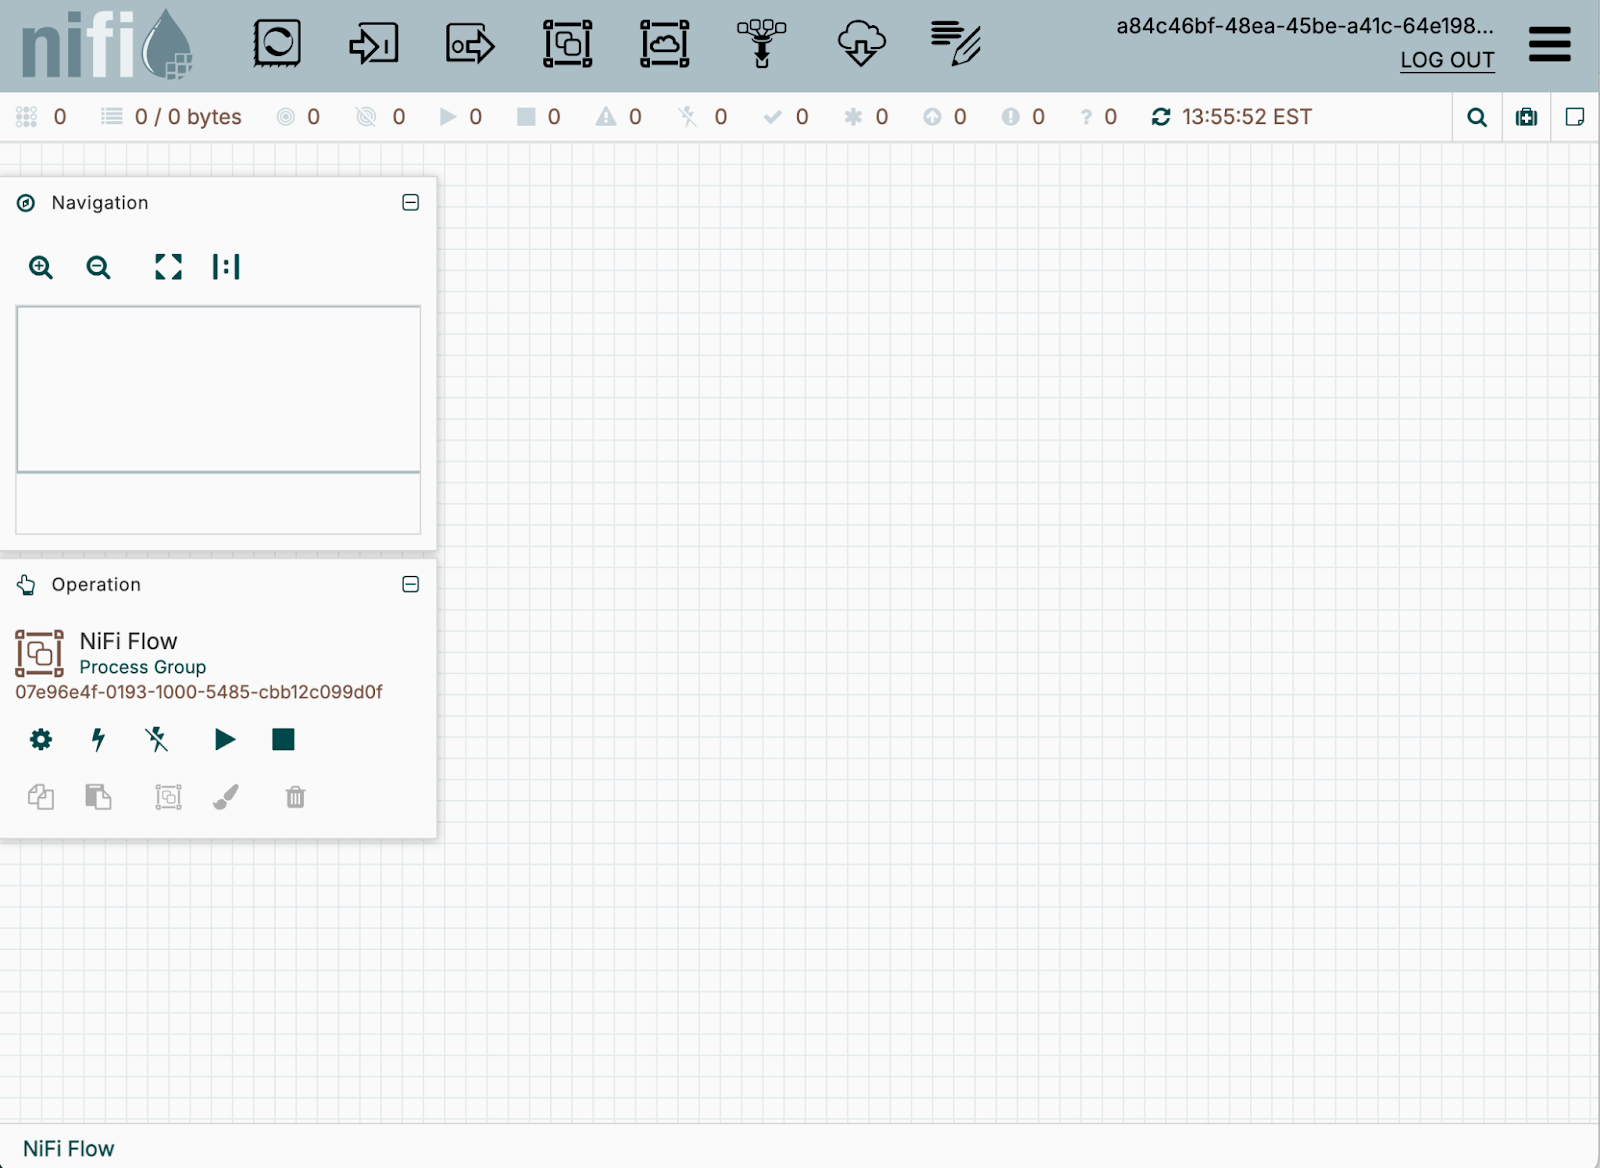 nifi
a84c46bf-48ea-45be-a41c-64e198...
LOG OUT
0 0 / 0 bytes 0 0 0 0 0 0 0 0 0 0 ? 0 13:55:52 EST
Navigation
Operation
NiFi Flow
Process Group
07e96e4f-0193-1000-5485-cbb12c099d0f
NiFi Flow